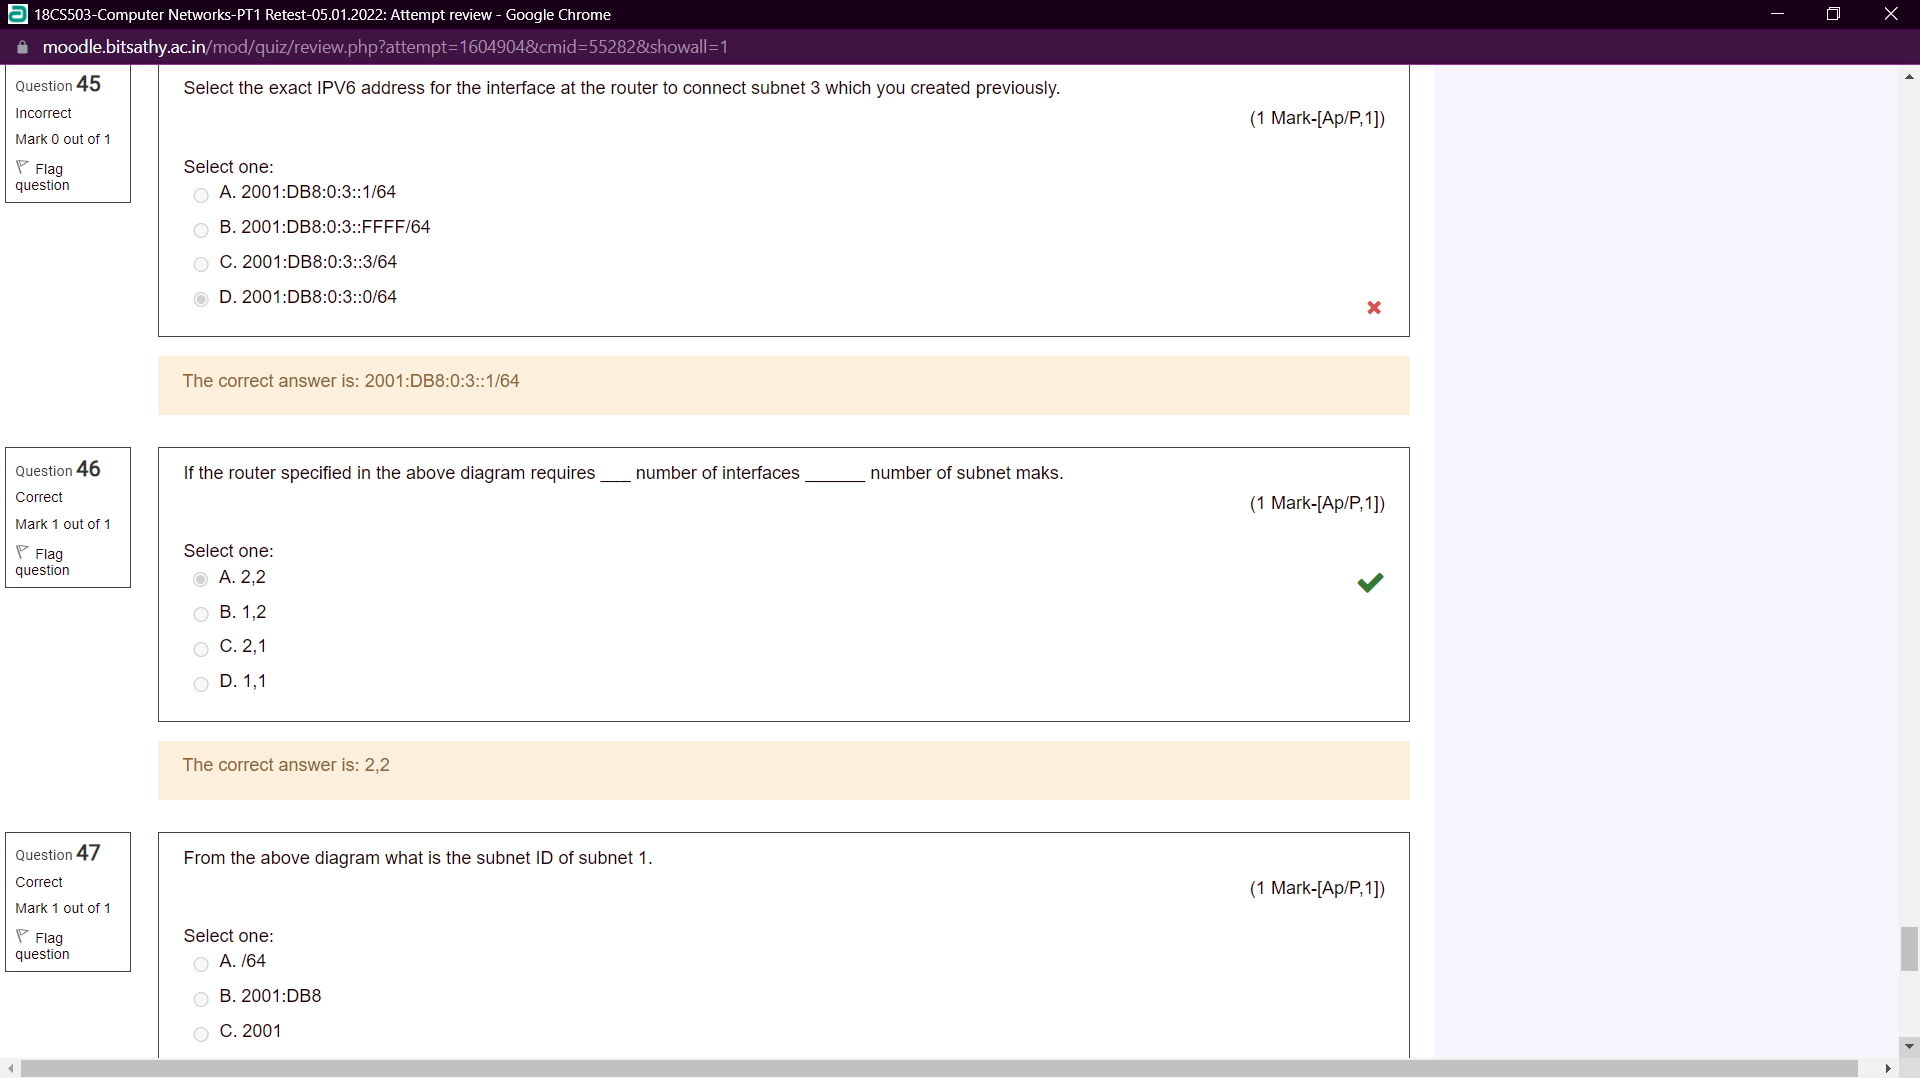 18CS503-Computer Networks-PT1 Retest-05.01.2022: Attempt review - Google Chrome
moodle.bitsathy.ac.in/mod/quiz/review.php?attempt=1604904&cmid=55282&showall=1
Question 45
Incorrect
Mark 0 out of 1
Flag
question
Select the exact IPV6 address for the interface at the router to connect subnet 3 which you created previously.
(1 Mark-[Ap/P,1])
Select one:
A. 2001:DB8:0:3::1/64
B. 2001:DB8:0:3::FFFF/64
C. 2001:DB8:0:3::3/64
D. 2001:DB8:0:3::0/64
The correct answer is: 2001:DB8:0:3::1/64
Question 46
Correct
Mark 1 out of 1
Flag
question
If the router specified in the above diagram requires ___ number of interfaces ______ number of subnet maks.
(1 Mark-[Ap/P,1])
Select one:
A. 2,2
B. 1,2
C. 2,1
D. 1,1
The correct answer is: 2,2
Question 47
Correct
Mark 1 out of 1
Flag
question
From the above diagram what is the subnet ID of subnet 1.
(1 Mark-[Ap/P,1])
Select one:
A. /64
B. 2001:DB8
C. 2001